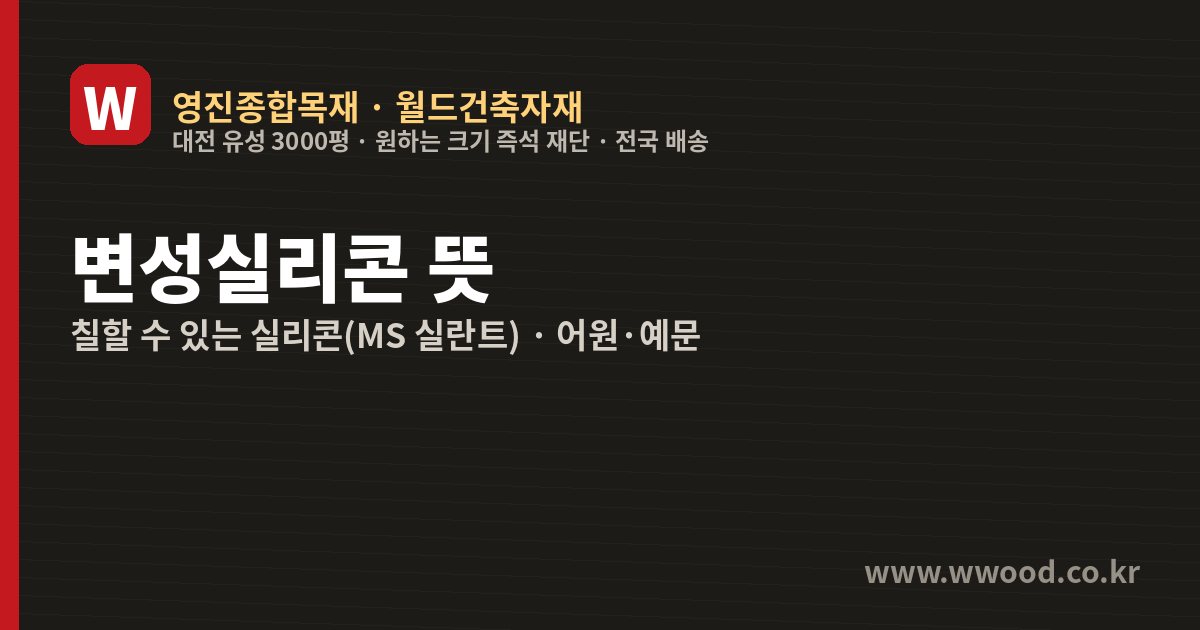 W
영진종합목재 · 월드건축자재
대전 유성 3000평 · 원하는 크기 즉석 재단 · 전국 배송
변성실리콘 뜻
칠할 수 있는 실리콘(MS 실란트) · 어원·예문
www.wwood.co.kr